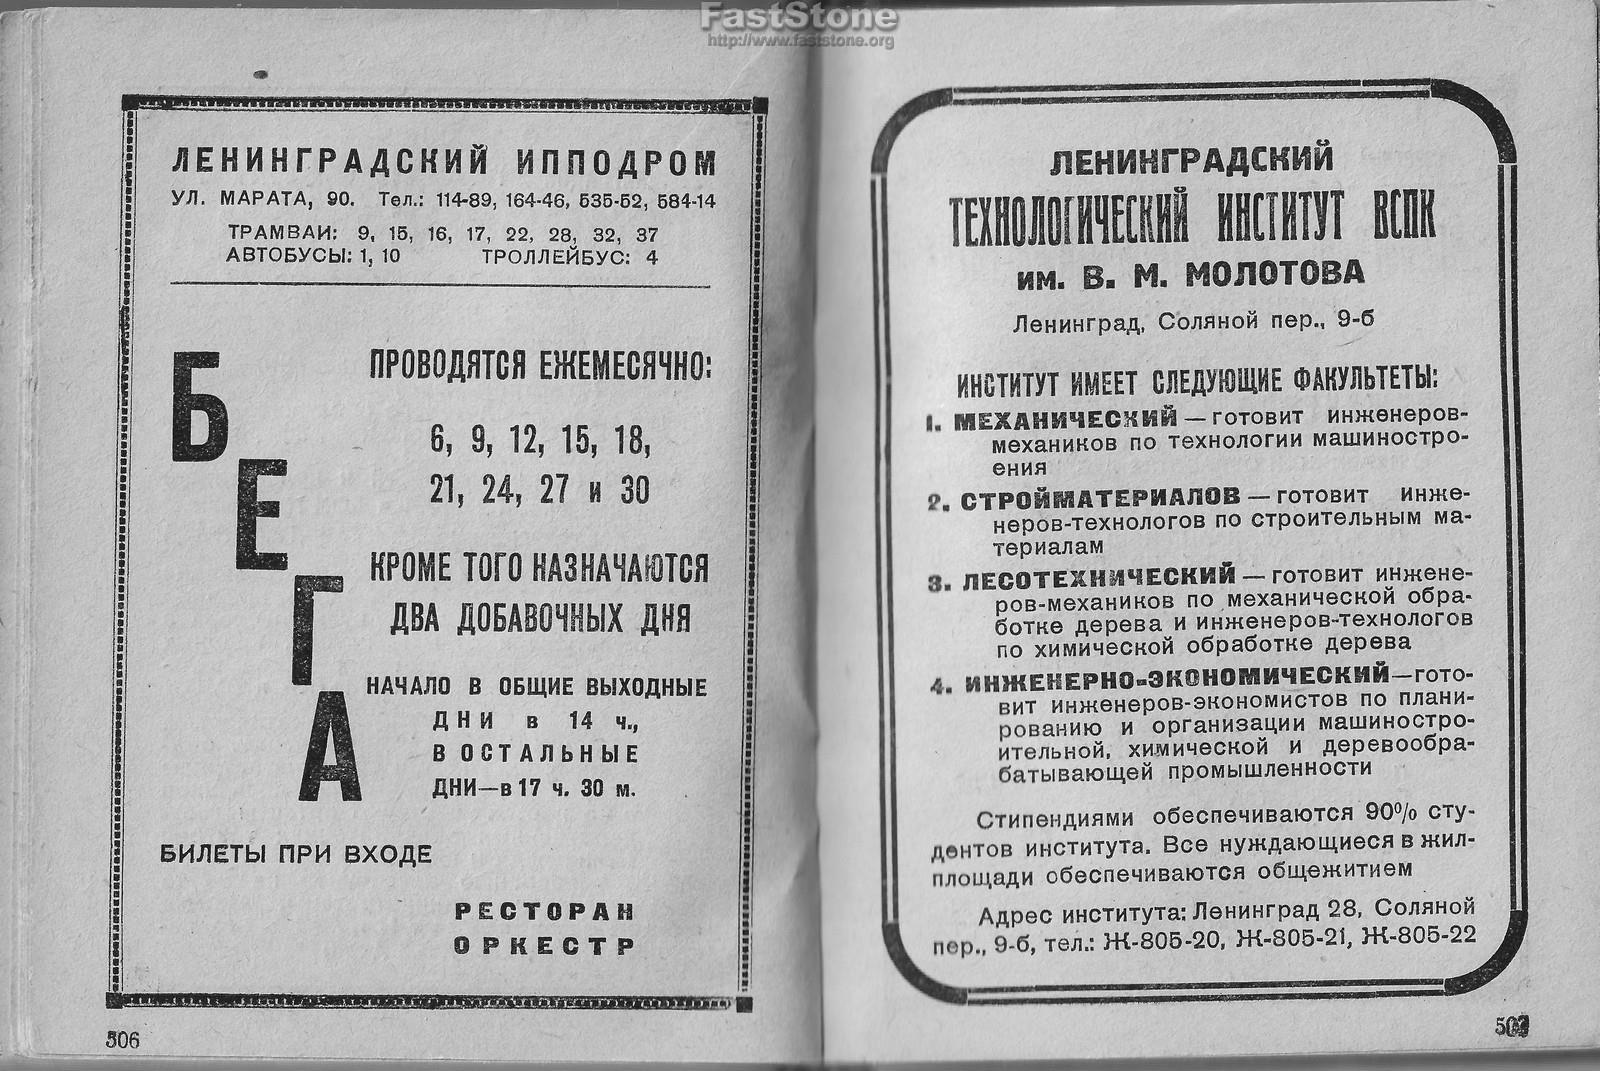 FastStone
http://www.faststone.org
ЛЕНИНГРАДСКИЙ ИППОДРОМ
УЛ. МАРАТА, 90. Тел.: 114-89, 164-46, 535-52, 584-14
ТРАМВАИ: 9, 15, 16, 17, 22, 28, 32, 37
АВТОБУСЫ: 1, 10 ТРОЛЛЕЙБУС: 4
БЕГА
ПРОВОДЯТСЯ ЕЖЕМЕСЯЧНО:
6, 9, 12, 15, 18,
21, 24, 27 и 30
КРОМЕ ТОГО НАЗНАЧАЮТСЯ
ДВА ДОБАВОЧНЫХ ДНЯ
НАЧАЛО В ОБЩИЕ ВЫХОДНЫЕ
ДНИ в 14 ч.,
В ОСТАЛЬНЫЕ
ДНИ—в 17 ч. 30 м.
БИЛЕТЫ ПРИ ВХОДЕ
РЕСТОРАН
ОРКЕСТР
506
ЛЕНИНГРАДСКИЙ
ТЕХНОЛОГИЧЕСКИЙ ИНСТИТУТ ВСПК
им. В. М. МОЛОТОВА
Ленинград, Соляной пер., 9-б
ИНСТИТУТ ИМЕЕТ СЛЕДУЮЩИЕ ФАКУЛЬТЕТЫ:
1. МЕХАНИЧЕСКИЙ — готовит инженеров-
механиков по технологии машиностро-
ения
2. СТРОЙМАТЕРИАЛОВ — готовит инже-
неров-технологов по строительным ма-
териалам
3. ЛЕСОТЕХНИЧЕСКИЙ — готовит инжене-
ров-механиков по механической обра-
ботке дерева и инженеров-технологов
по химической обработке дерева
4. ИНЖЕНЕРНО-ЭКОНОМИЧЕСКИЙ—гото-
вит инженеров-экономистов по плани-
рованию и организации машиностро-
ительной, химической и деревообра-
батывающей промышленности
Стипендиями обеспечиваются 90% сту-
дентов института. Все нуждающиеся в жил-
площади обеспечиваются общежитием
Адрес института: Ленинград 28, Соляной
пер., 9-б, тел.: Ж-805-20, Ж-805-21, Ж-805-22